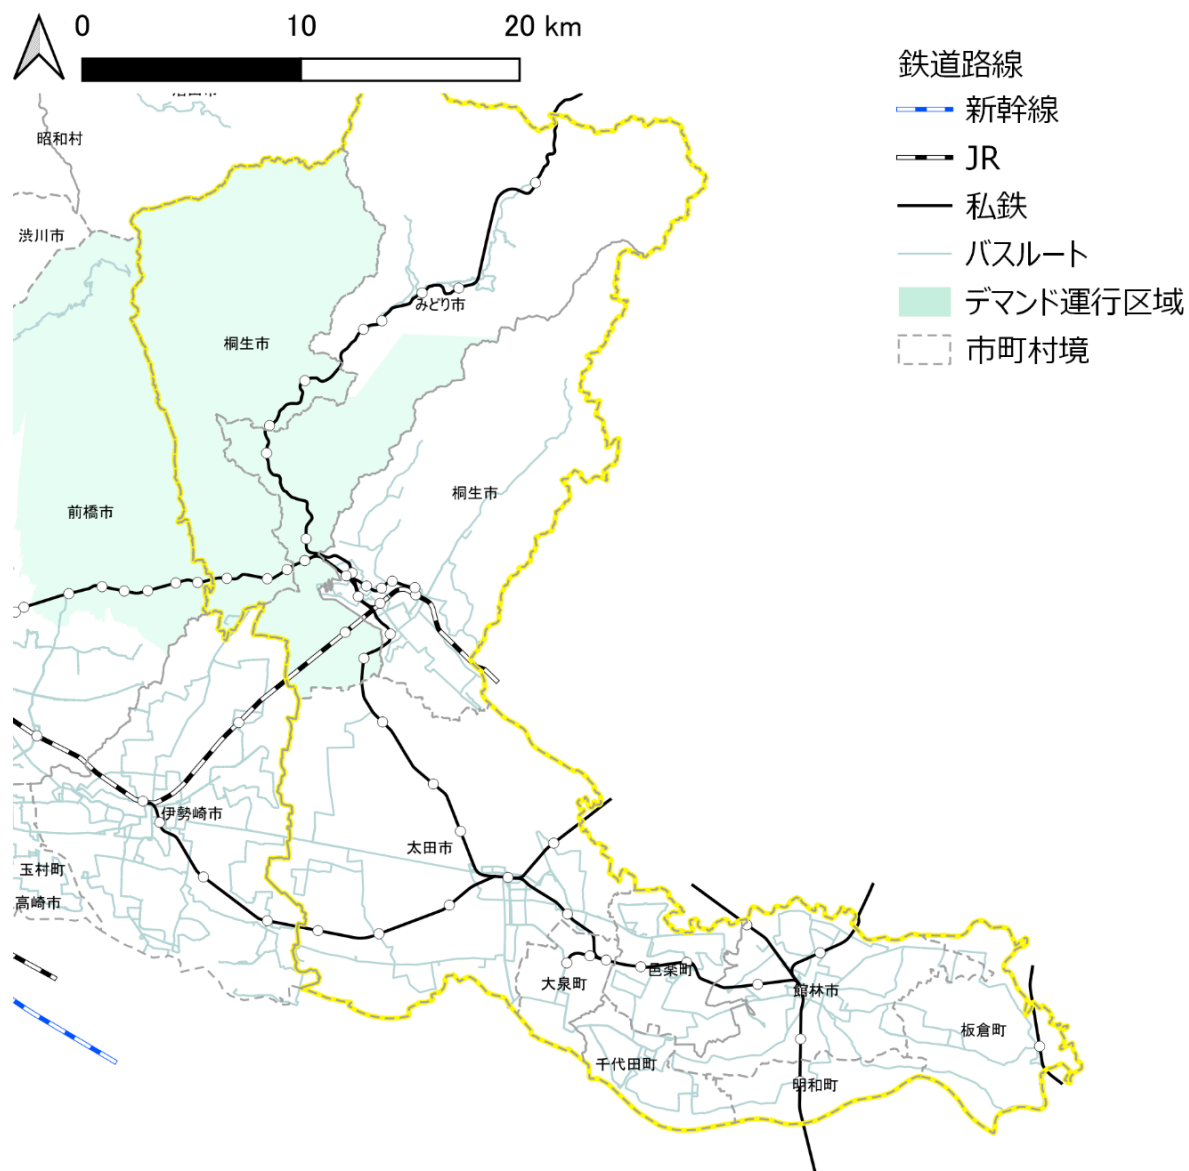 0 10 20 km
鉄道路線
新幹線
JR
私鉄
バスルート
デマンド運行区域
市町村境
昭和村
渋川市
みどり市
桐生市
桐生市
前橋市
伊勢崎市
太田市
玉村町
高崎市
大泉町
邑楽町
館林市
板倉町
千代田町
明和町